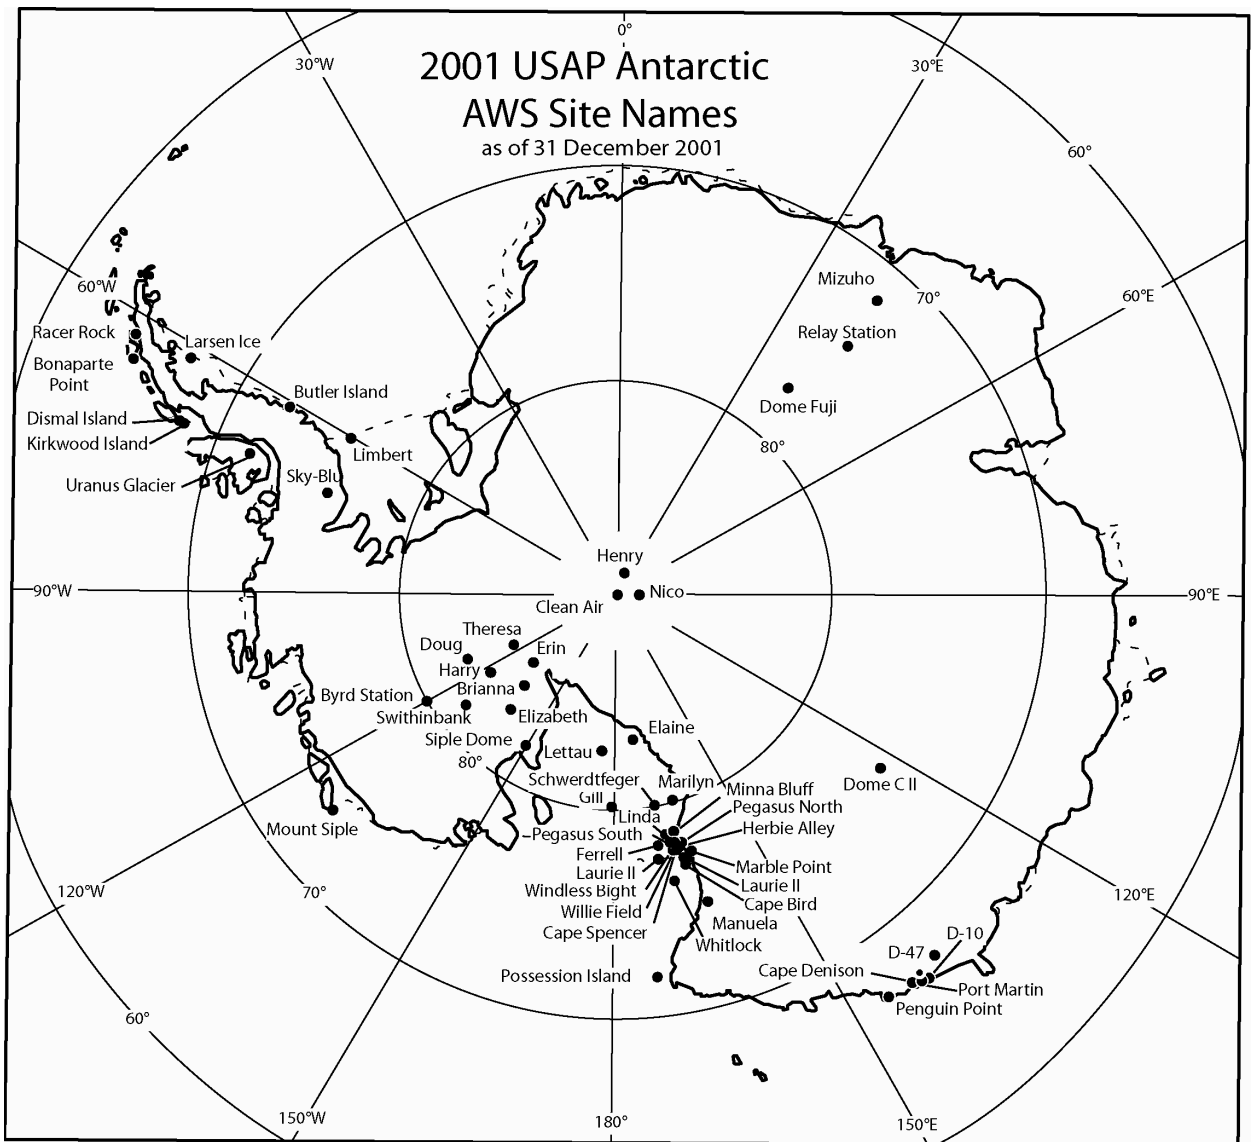 0°
30°W
30°E
2001 USAP Antarctic
AWS Site Names
as of 31 December 2001
60°
60°W
Mizuho
70°
60°E
Racer Rock
Larsen Ice
Relay Station
Bonaparte
Point
Butler Island
Dome Fuji
Dismal Island
Kirkwood Island
80°
Limbert
Uranus Glacier
Sky-Blu
Henry
90°W
Nico
90°E
Clean Air
Theresa
Doug
Erin
Harry
Brianna
Byrd Station
Swithinbank
Elizabeth
Elaine
Siple Dome
Lettau
80°
Schwerdtfeger
Marilyn
Dome C II
Minna Bluff
Gill
Pegasus North
Linda
Mount Siple
Pegasus South
Herbie Alley
Ferrell
Marble Point
Laurie II
Laurie II
120°W
70°
Windless Bight
Cape Bird
120°E
Willie Field
Manuela
Cape Spencer
Whitlock
D-10
D-47
Possession Island
Cape Denison
Port Martin
Penguin Point
60°
150°W
180°
150°E